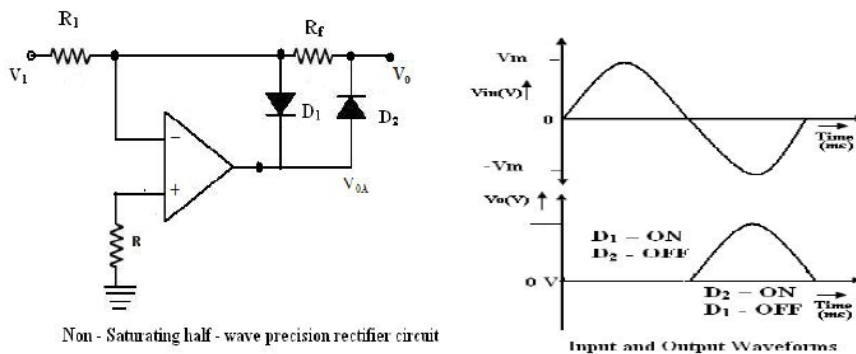 R1
Rf
V1
Vo
D1
D2
−
+
V0A
R
Non - Saturating half - wave precision rectifier circuit
Vm
Vin(V)
0
Time
(ms)
-Vm
Vo(V)
D1 – ON
D2 - OFF
0 V
D2 – ON
D1 - OFF
Time
(ms)
Input and Output Waveforms